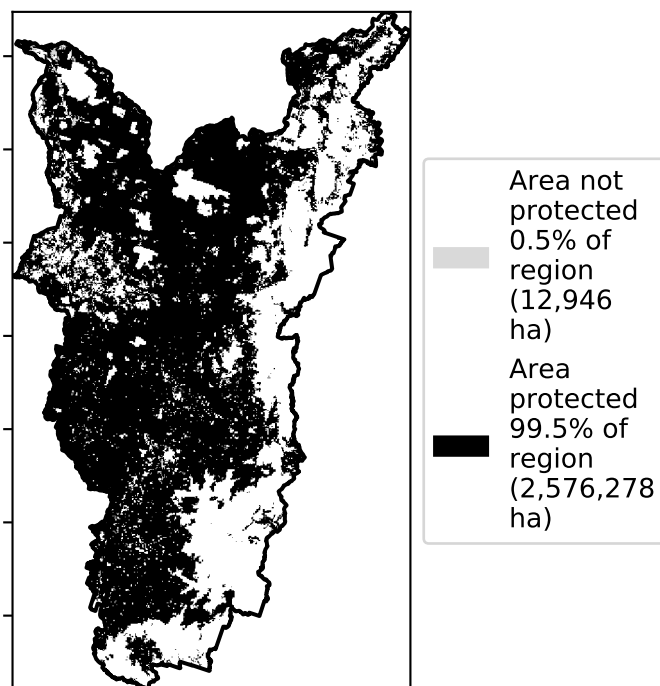 Area not
protected
0.5% of
region
(12,946
ha)
Area
protected
99.5% of
region
(2,576,278
ha)